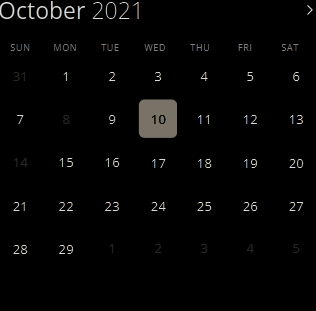 October 2021
SUN MON TUE WED THU FRI SAT
31 1 2 3 4 5 6
7 8 9 10 11 12 13
14 15 16 17 18 19 20
21 22 23 24 25 26 27
28 29 1 2 3 4 5